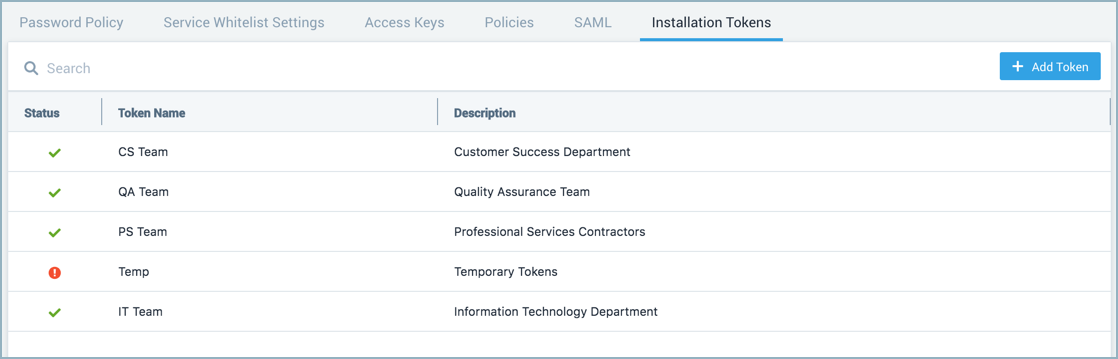 Password Policy Service Whitelist Settings Access Keys Policies SAML Installation Tokens
Search + Add Token
Status Token Name Description
CS Team Customer Success Department
QA Team Quality Assurance Team
PS Team Professional Services Contractors
Temp Temporary Tokens
IT Team Information Technology Department